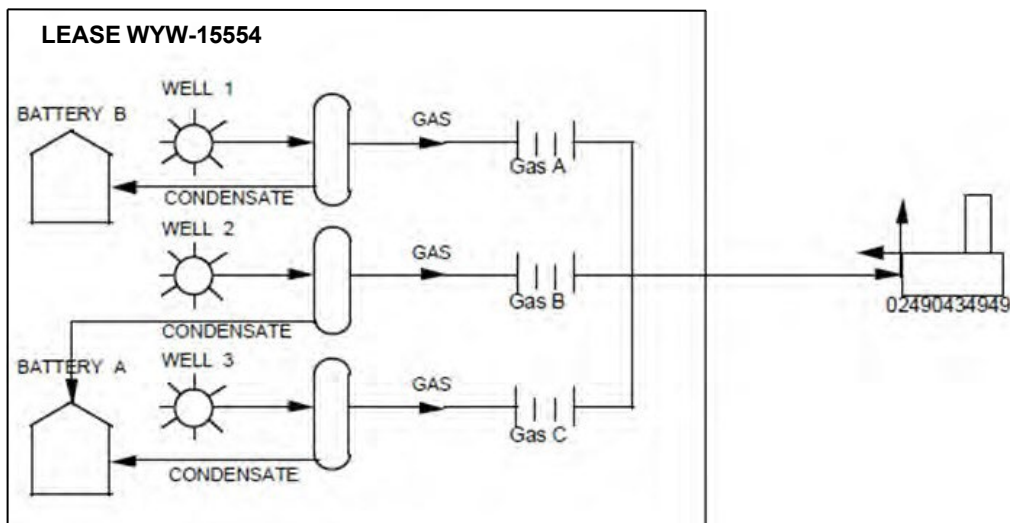 LEASE WYW-15554
WELL 1
BATTERY B
GAS
Gas A
CONDENSATE
WELL 2
GAS
Gas B
02490434949
CONDENSATE
WELL 3
BATTERY A
GAS
Gas C
CONDENSATE